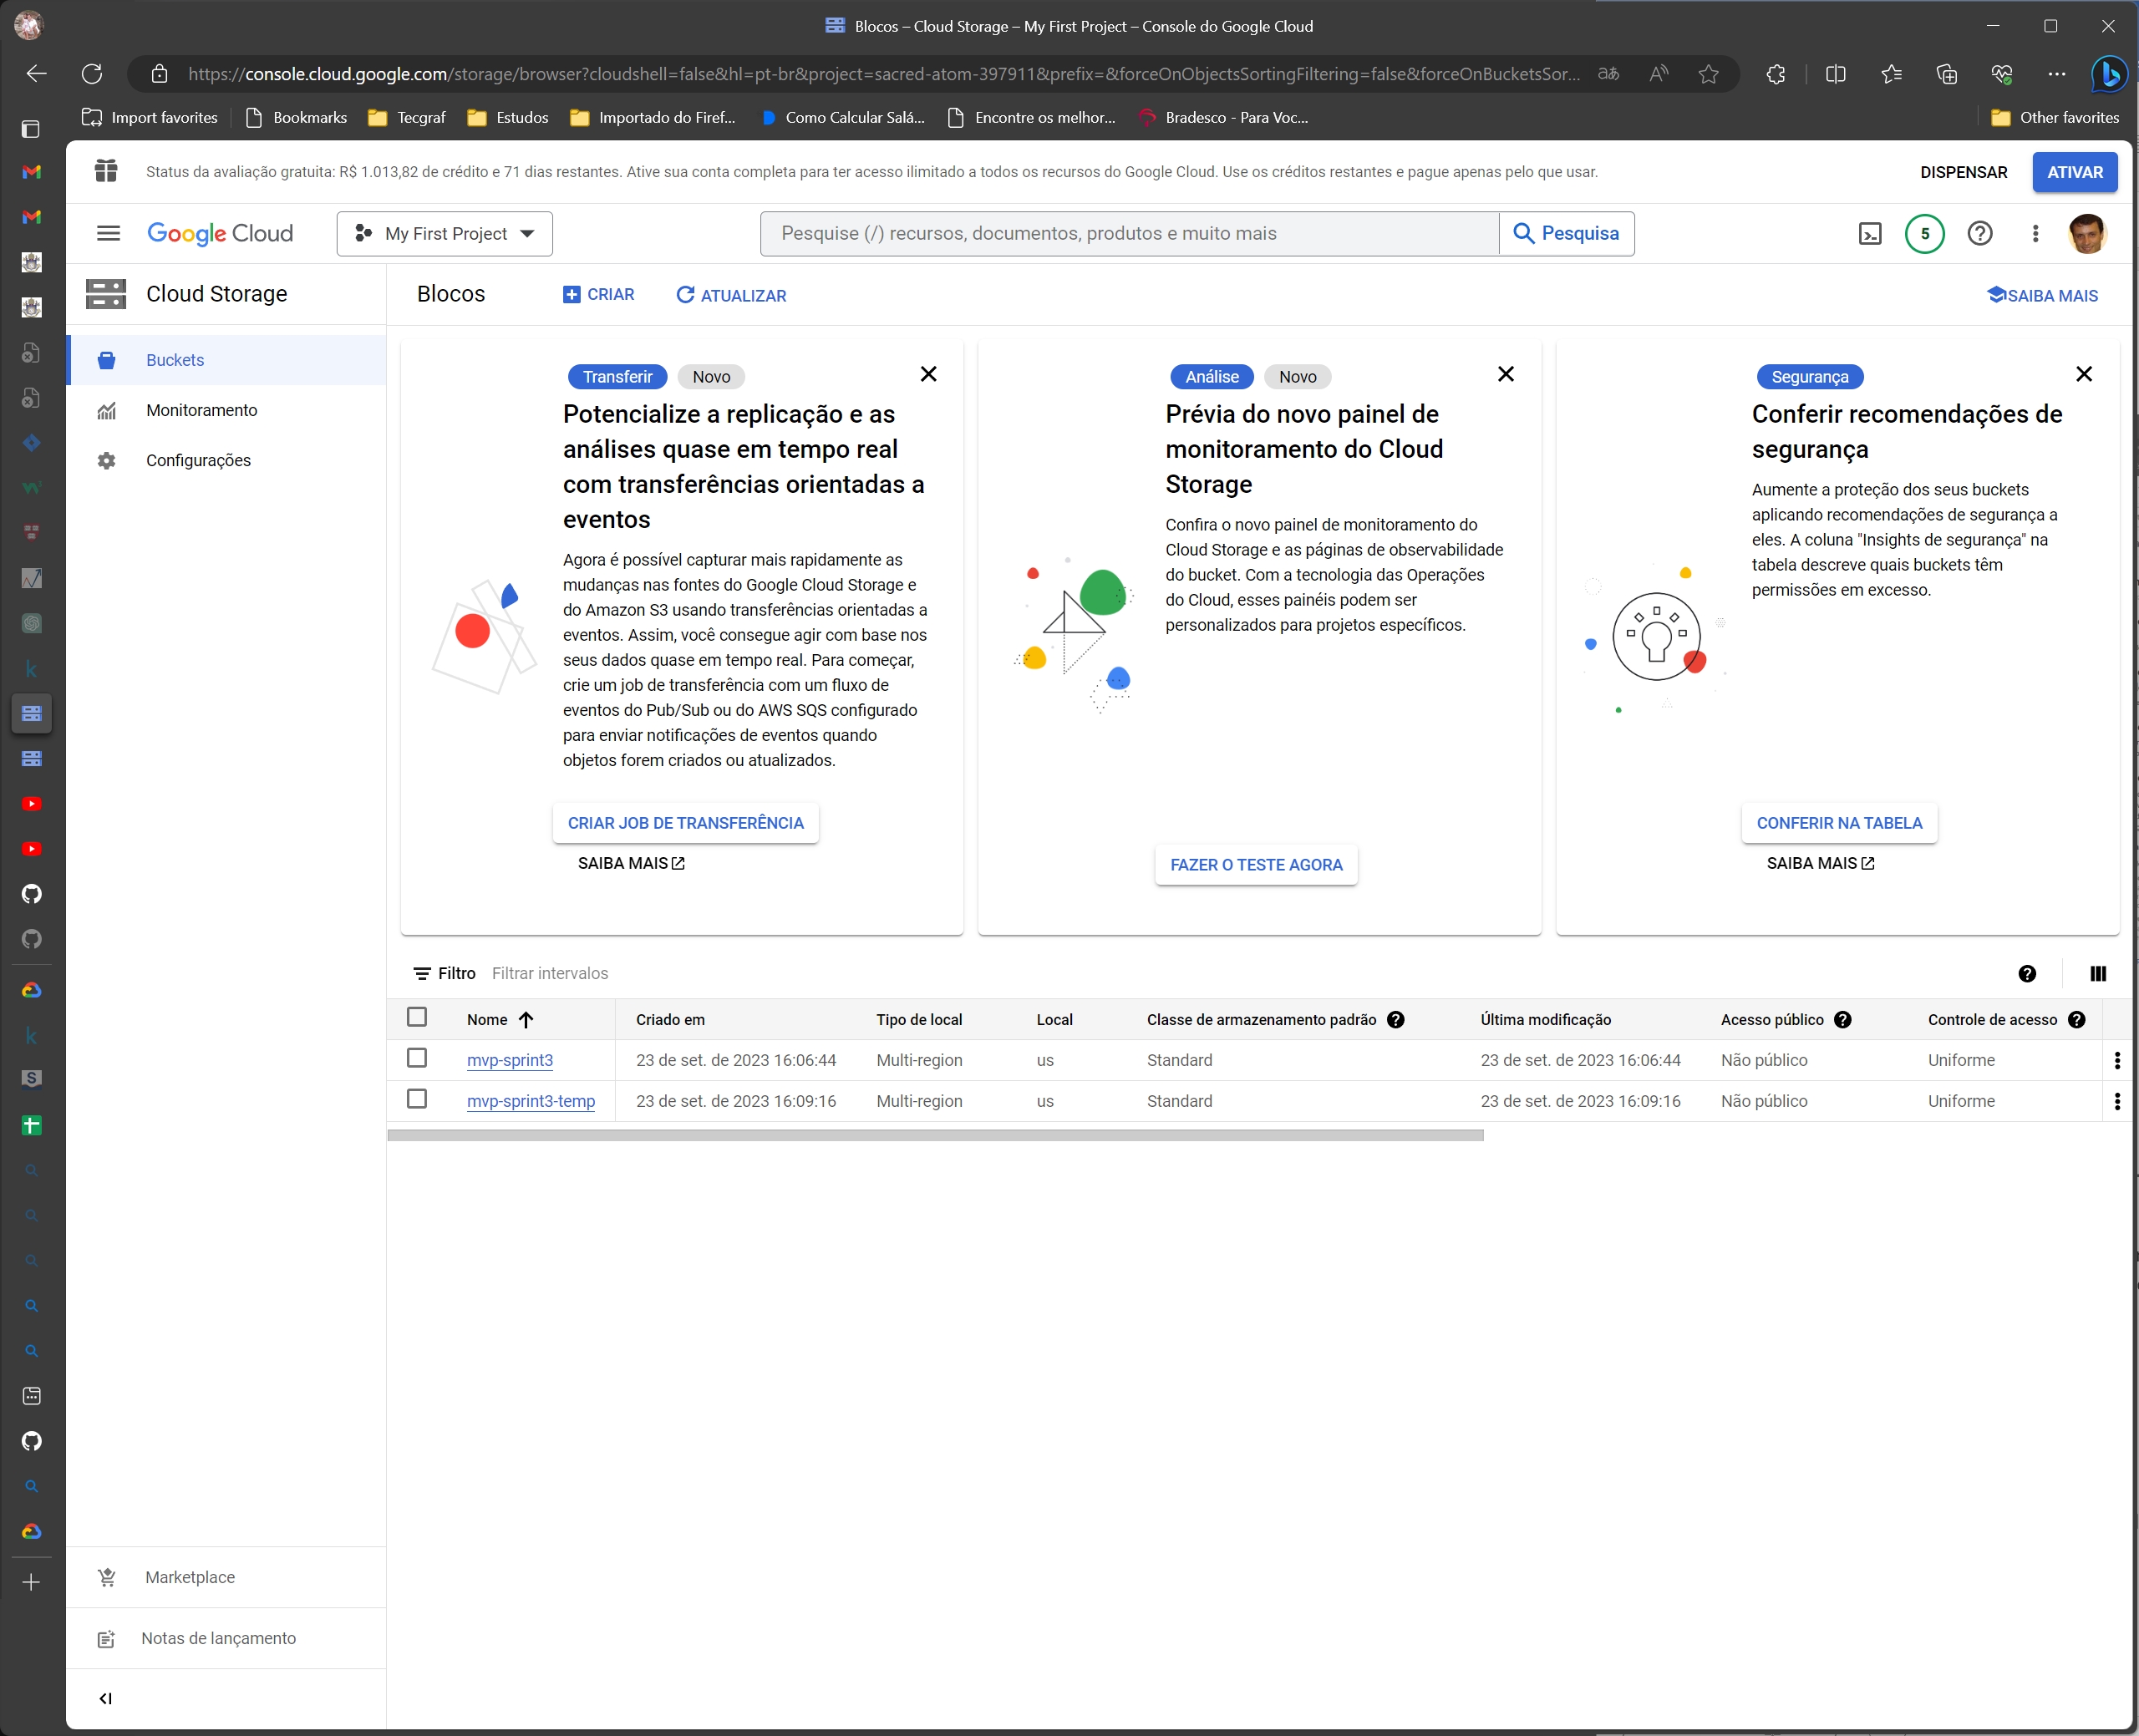 Blocos – Cloud Storage – My First Project – Console do Google Cloud
https://console.cloud.google.com/storage/browser?cloudshell=false&hl=pt-br&project=sacred-atom-397911&prefix=&forceOnObjectsSortingFiltering=false&forceOnBucketsSor...
Import favorites Bookmarks Tecgraf Estudos Importado do Firef... Como Calcular Salá... Encontre os melhor... Bradesco - Para Voc... Other favorites
Status da avaliação gratuita: R$ 1.013,82 de crédito e 71 dias restantes. Ative sua conta completa para ter acesso ilimitado a todos os recursos do Google Cloud. Use os créditos restantes e pague apenas pelo que usar. DISPENSAR ATIVAR
Google Cloud My First Project Pesquise (/) recursos, documentos, produtos e muito mais Pesquisa 5
Cloud Storage
Buckets
Monitoramento
Configurações
Blocos CRIAR ATUALIZAR SAIBA MAIS
Transferir Novo
Potencialize a replicação e as
análises quase em tempo real
com transferências orientadas a
eventos
Agora é possível capturar mais rapidamente as
mudanças nas fontes do Google Cloud Storage e
do Amazon S3 usando transferências orientadas a
eventos. Assim, você consegue agir com base nos
seus dados quase em tempo real. Para começar,
crie um job de transferência com um fluxo de
eventos do Pub/Sub ou do AWS SQS configurado
para enviar notificações de eventos quando
objetos forem criados ou atualizados.
CRIAR JOB DE TRANSFERÊNCIA
SAIBA MAIS
Análise Novo
Prévia do novo painel de
monitoramento do Cloud
Storage
Confira o novo painel de monitoramento do
Cloud Storage e as páginas de observabilidade
do bucket. Com a tecnologia das Operações
do Cloud, esses painéis podem ser
personalizados para projetos específicos.
FAZER O TESTE AGORA
Segurança
Conferir recomendações de
segurança
Aumente a proteção dos seus buckets
aplicando recomendações de segurança a
eles. A coluna "Insights de segurança" na
tabela descreve quais buckets têm
permissões em excesso.
CONFERIR NA TABELA
SAIBA MAIS
Filtro Filtrar intervalos
Nome Criado em Tipo de local Local Classe de armazenamento padrão Última modificação Acesso público Controle de acesso
mvp-sprint3 23 de set. de 2023 16:06:44 Multi-region us Standard 23 de set. de 2023 16:06:44 Não público Uniforme
mvp-sprint3-temp 23 de set. de 2023 16:09:16 Multi-region us Standard 23 de set. de 2023 16:09:16 Não público Uniforme
Marketplace
Notas de lançamento